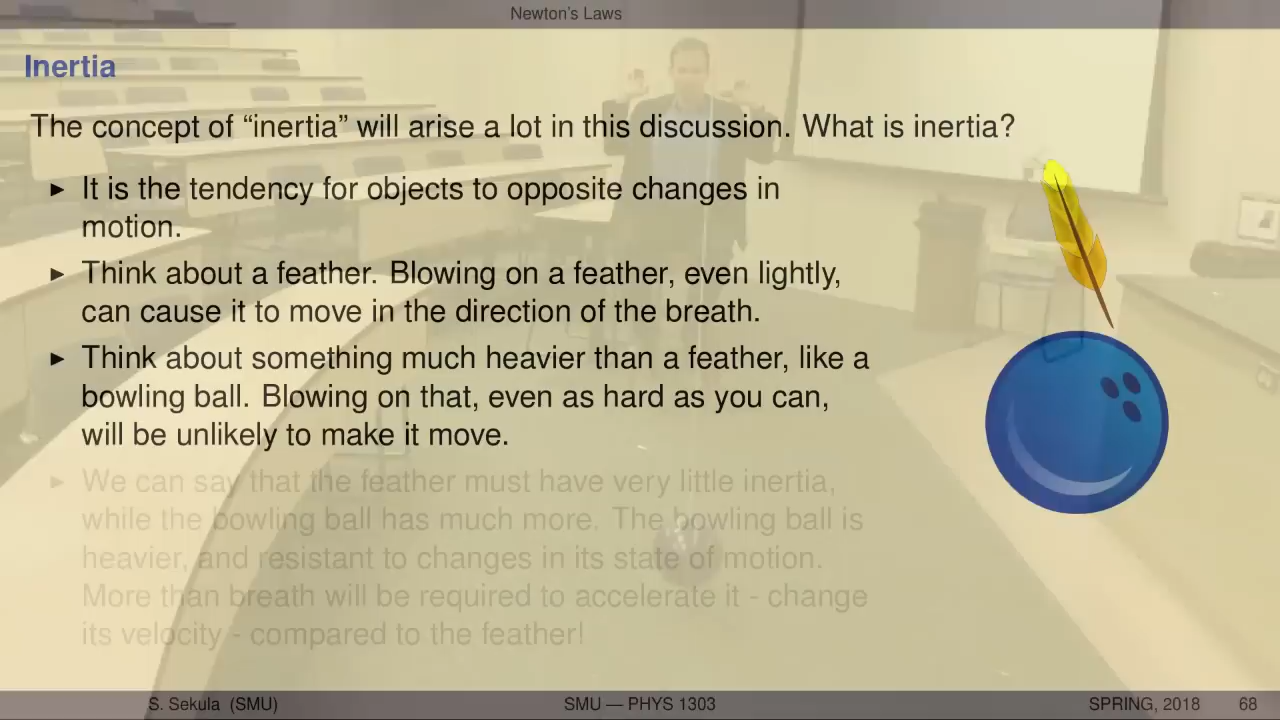 Newton's Laws
Inertia
The concept of “inertia” will arise a lot in this discussion. What is inertia?
► It is the tendency for objects to opposite changes in
motion.
► Think about a feather. Blowing on a feather, even lightly,
can cause it to move in the direction of the breath.
► Think about something much heavier than a feather, like a
bowling ball. Blowing on that, even as hard as you can,
will be unlikely to make it move.
► We can say that the feather must have very little inertia,
while the bowling ball has much more. The bowling ball is
heavier, and resistant to changes in its state of motion.
More than breath will be required to accelerate it - change
its velocity - compared to the feather!
S. Sekula (SMU) SMU — PHYS 1303 SPRING, 2018 68